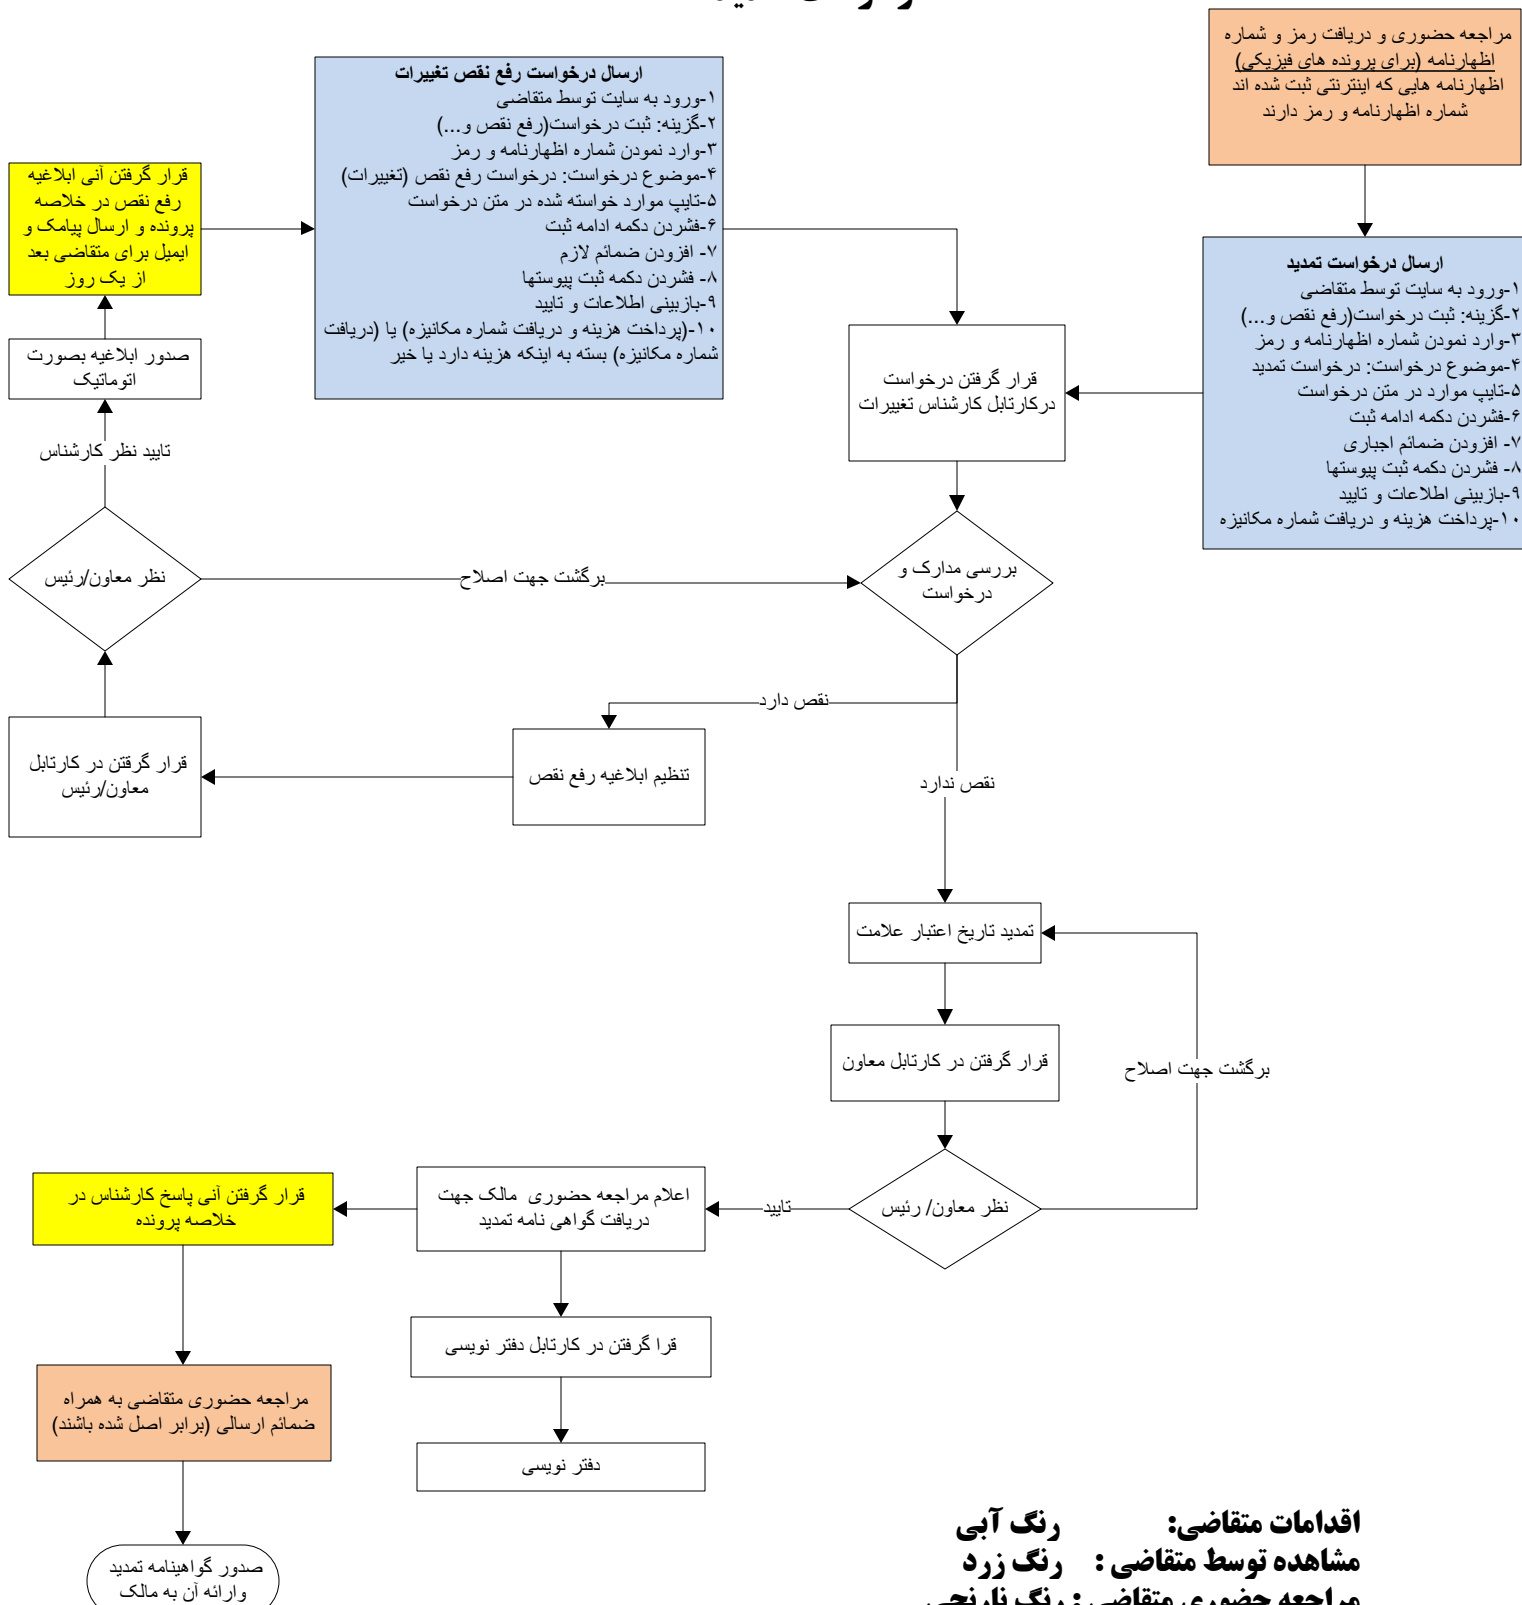 مراجعه حضوری و دریافت رمز و شماره
اظهارنامه (برای پرونده های فیزیکی)
اظهارنامه هایی که اینترنتی ثبت شده اند
شماره اظهارنامه و رمز دارند
ارسال درخواست تمدید
۱-ورود به سایت توسط متقاضی
۲-گزینه: ثبت درخواست(رفع نقص و...)
۳-وارد نمودن شماره اظهارنامه و رمز
۴-موضوع درخواست: درخواست تمدید
۵-تایپ موارد در متن درخواست
۶-فشردن دکمه ادامه ثبت
۷- افزودن ضمائم اجباری
۸- فشردن دکمه ثبت پیوستها
۹-بازبینی اطلاعات و تایید
۱۰-پرداخت هزینه و دریافت شماره مکانیزه
ارسال درخواست رفع نقص تغییرات
۱-ورود به سایت توسط متقاضی
۲-گزینه: ثبت درخواست(رفع نقص و...)
۳-وارد نمودن شماره اظهارنامه و رمز
۴-موضوع درخواست: درخواست رفع نقص (تغییرات)
۵-تایپ موارد خواسته شده در متن درخواست
۶-فشردن دکمه ادامه ثبت
۷- افزودن ضمائم لازم
۸- فشردن دکمه ثبت پیوستها
۹-بازبینی اطلاعات و تایید
۱۰-(پرداخت هزینه و دریافت شماره مکانیزه) یا (دریافت
شماره مکانیزه) بسته به اینکه هزینه دارد یا خیر
قرار گرفتن آنی ابلاغیه
رفع نقص در خلاصه
پرونده و ارسال پیامک و
ایمیل برای متقاضی بعد
از یک روز
صدور ابلاغیه بصورت
اتوماتیک
تایید نظر کارشناس
نظر معاون/رئیس
برگشت جهت اصلاح
قرار گرفتن درخواست
درکارتابل کارشناس تغییرات
بررسی مدارک و
درخواست
نقص دارد
نقص ندارد
تنظیم ابلاغیه رفع نقص
قرار گرقتن در کارتابل
معاون/رئیس
تمدید تاریخ اعتبار علامت
قرار گرفتن در کارتابل معاون
برگشت جهت اصلاح
نظر معاون/ رئیس
تایید
اعلام مراجعه حضوری مالک جهت
دریافت گواهی نامه تمدید
قرار گرفتن آنی پاسخ کارشناس در
خلاصه پرونده
قرا گرفتن در کارتابل دفتر نویسی
دفتر نویسی
مراجعه حضوری متقاضی به همراه
ضمائم ارسالی (برابر اصل شده باشند)
صدور گواهینامه تمدید
وارائه آن به مالک
اقدامات متقاضی: رنگ آبی
مشاهده توسط متقاضی : رنگ زرد
مراجعه حضوری متقاضی : رنگ نارنجی